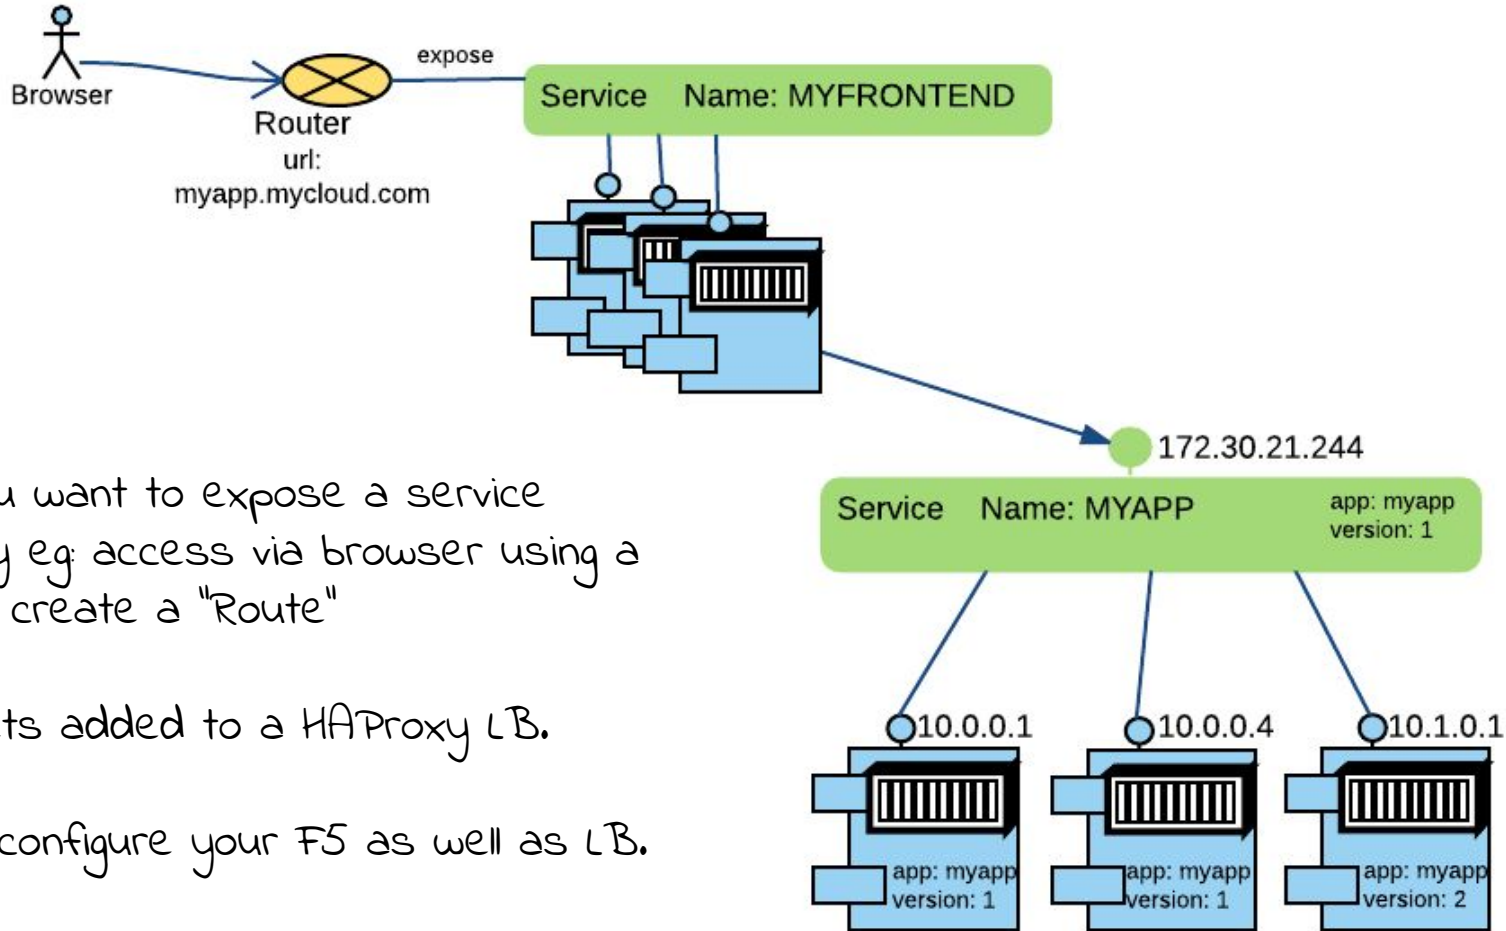 expose
Browser
Service Name: MYFRONTEND
Router
url:
myapp.mycloud.com
172.30.21.244
Service Name: MYAPP
app: myapp
version: 1
want to expose a service
eg: access via browser using a
create a "Route"
added to a HAProxy LB.
configure your F5 as well as LB.
10.0.0.1
10.0.0.4
10.1.0.1
app: myapp
version: 1
app: myapp
version: 1
app: myapp
version: 2